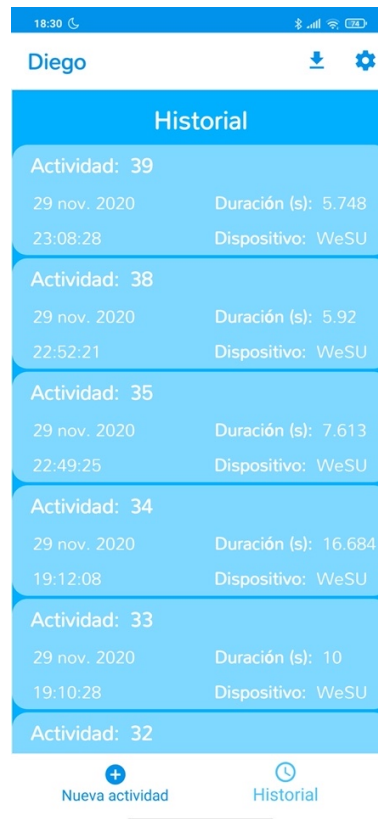 18:30
74
Diego
Historial
Actividad: 39
29 nov. 2020 Duración (s): 5.748
23:08:28 Dispositivo: WeSU
Actividad: 38
29 nov. 2020 Duración (s): 5.92
22:52:21 Dispositivo: WeSU
Actividad: 35
29 nov. 2020 Duración (s): 7.613
22:49:25 Dispositivo: WeSU
Actividad: 34
29 nov. 2020 Duración (s): 16.684
19:12:08 Dispositivo: WeSU
Actividad: 33
29 nov. 2020 Duración (s): 10
19:10:28 Dispositivo: WeSU
Actividad: 32
Nueva actividad Historial